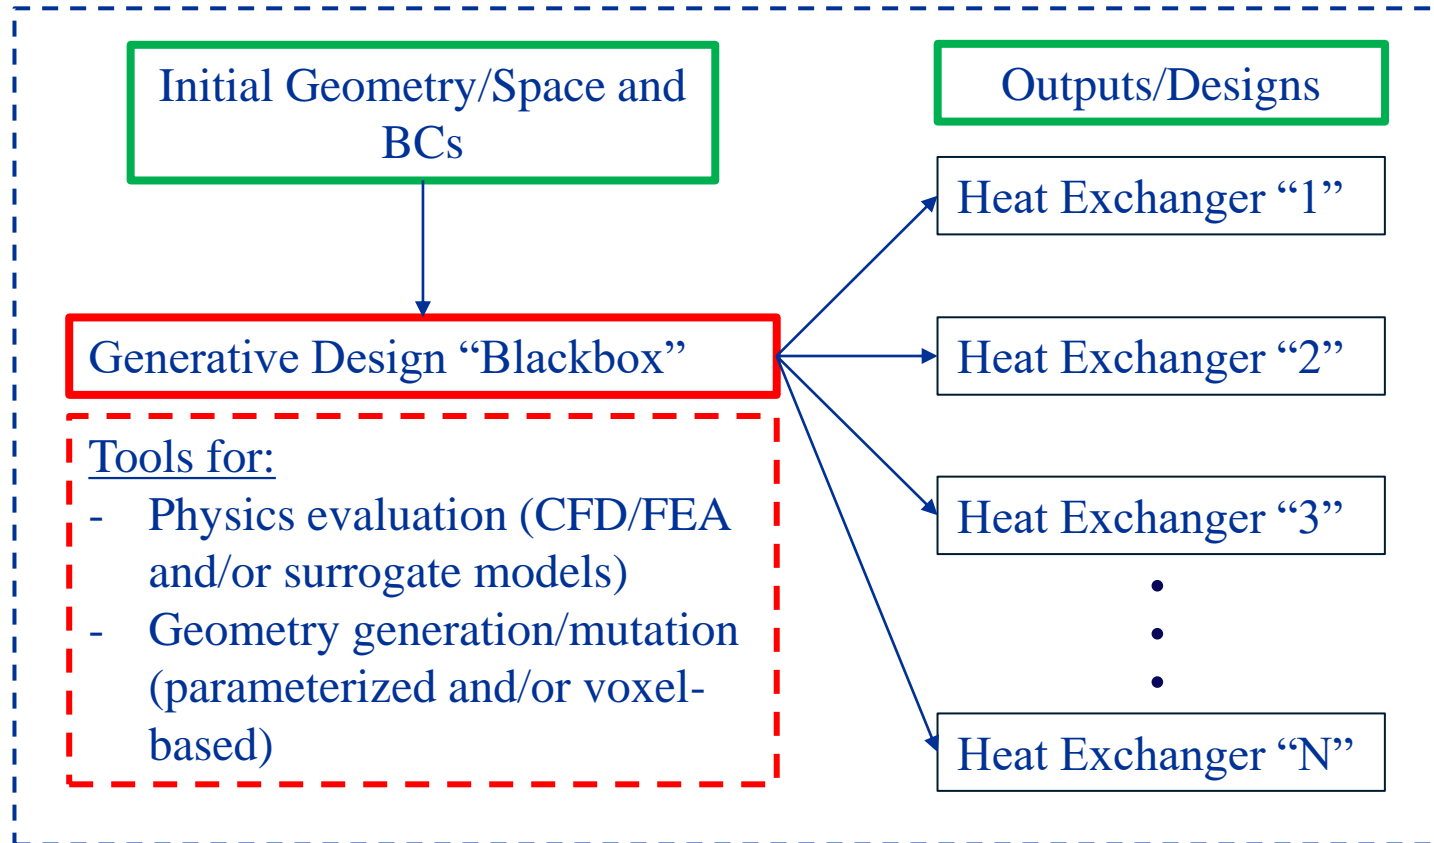 Initial Geometry/Space and
BCs
Generative Design “Blackbox”
Tools for:
- Physics evaluation (CFD/FEA
and/or surrogate models)
- Geometry generation/mutation
(parameterized and/or voxel-
based)
Outputs/Designs
Heat Exchanger “1”
Heat Exchanger “2”
Heat Exchanger “3”
Heat Exchanger “N”